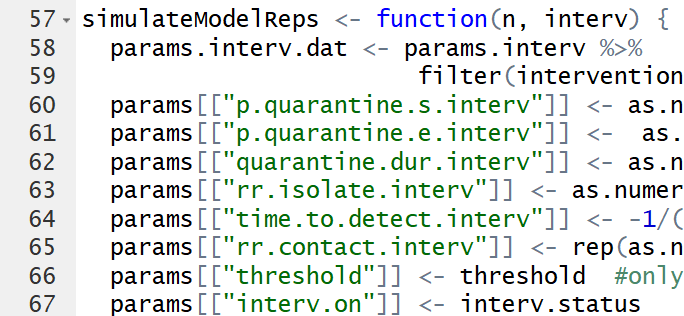 57 simulateModelReps <- function(n, interv) {
58   params.interv.dat <- params.interv %>%
59                         filter(intervention
60   params[["p.quarantine.s.interv"]] <- as.n
61   params[["p.quarantine.e.interv"]] <-  as.
62   params[["quarantine.dur.interv"]] <- as.n
63   params[["rr.isolate.interv"]] <- as.numer
64   params[["time.to.detect.interv"]] <- -1/(
65   params[["rr.contact.interv"]] <- rep(as.n
66   params[["threshold"]] <- threshold  #only
67   params[["interv.on"]] <- interv.status